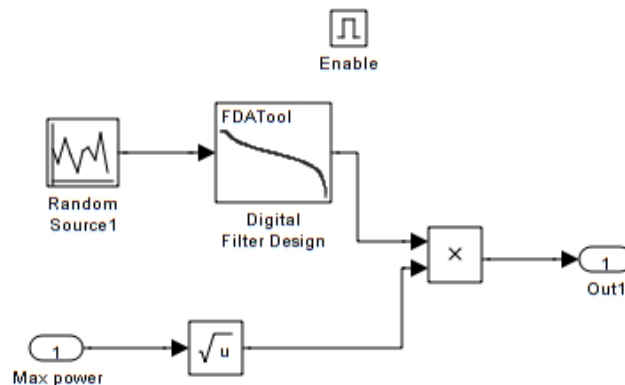 Enable
FDATool
Random
Source1
Digital
Filter Design
×
1
Out1
1
√u
Max power